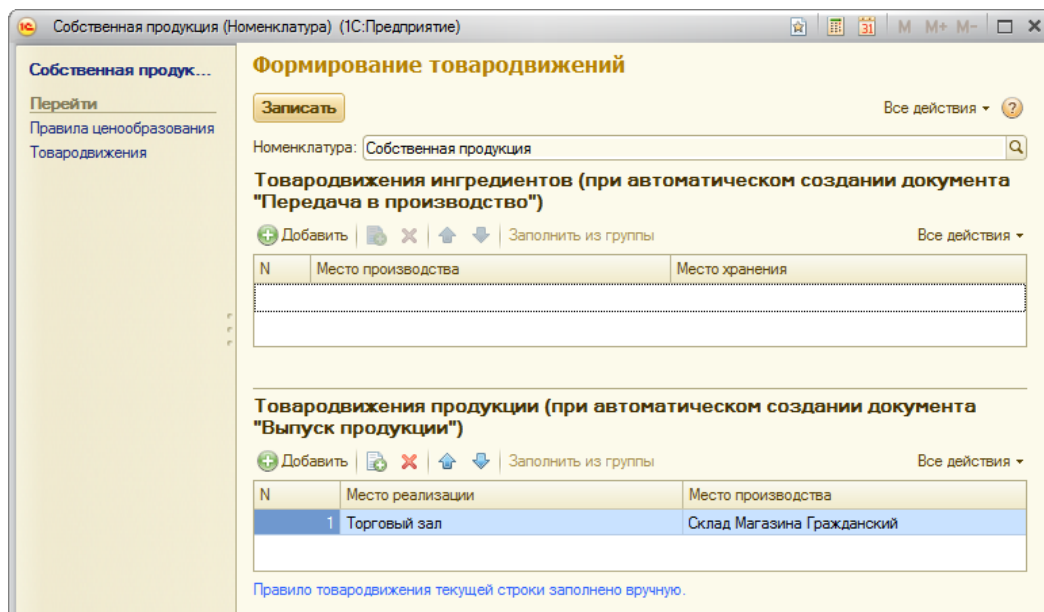 Собственная продукция (Номенклатура) (1С:Предприятие)
31 M M+ M-
Собственная продук...
Перейти
Правила ценообразования
Товародвижения
Формирование товародвижений
Записать
Все действия
?
Номенклатура: Собственная продукция
Товародвижения ингредиентов (при автоматическом создании документа
"Передача в производство")
Добавить Заполнить из группы Все действия
N Место производства Место хранения
Товародвижения продукции (при автоматическом создании документа
"Выпуск продукции")
Добавить Заполнить из группы Все действия
N Место реализации Место производства
1 Торговый зал Склад Магазина Гражданский
Правило товародвижения текущей строки заполнено вручную.